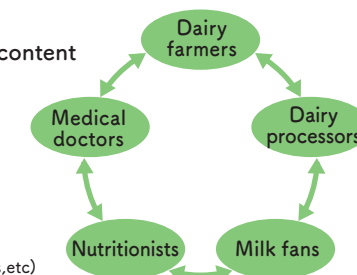 Dairy
farmers
content
Medical
doctors
Dairy
processors
Nutritionists
Milk fans
,etc)